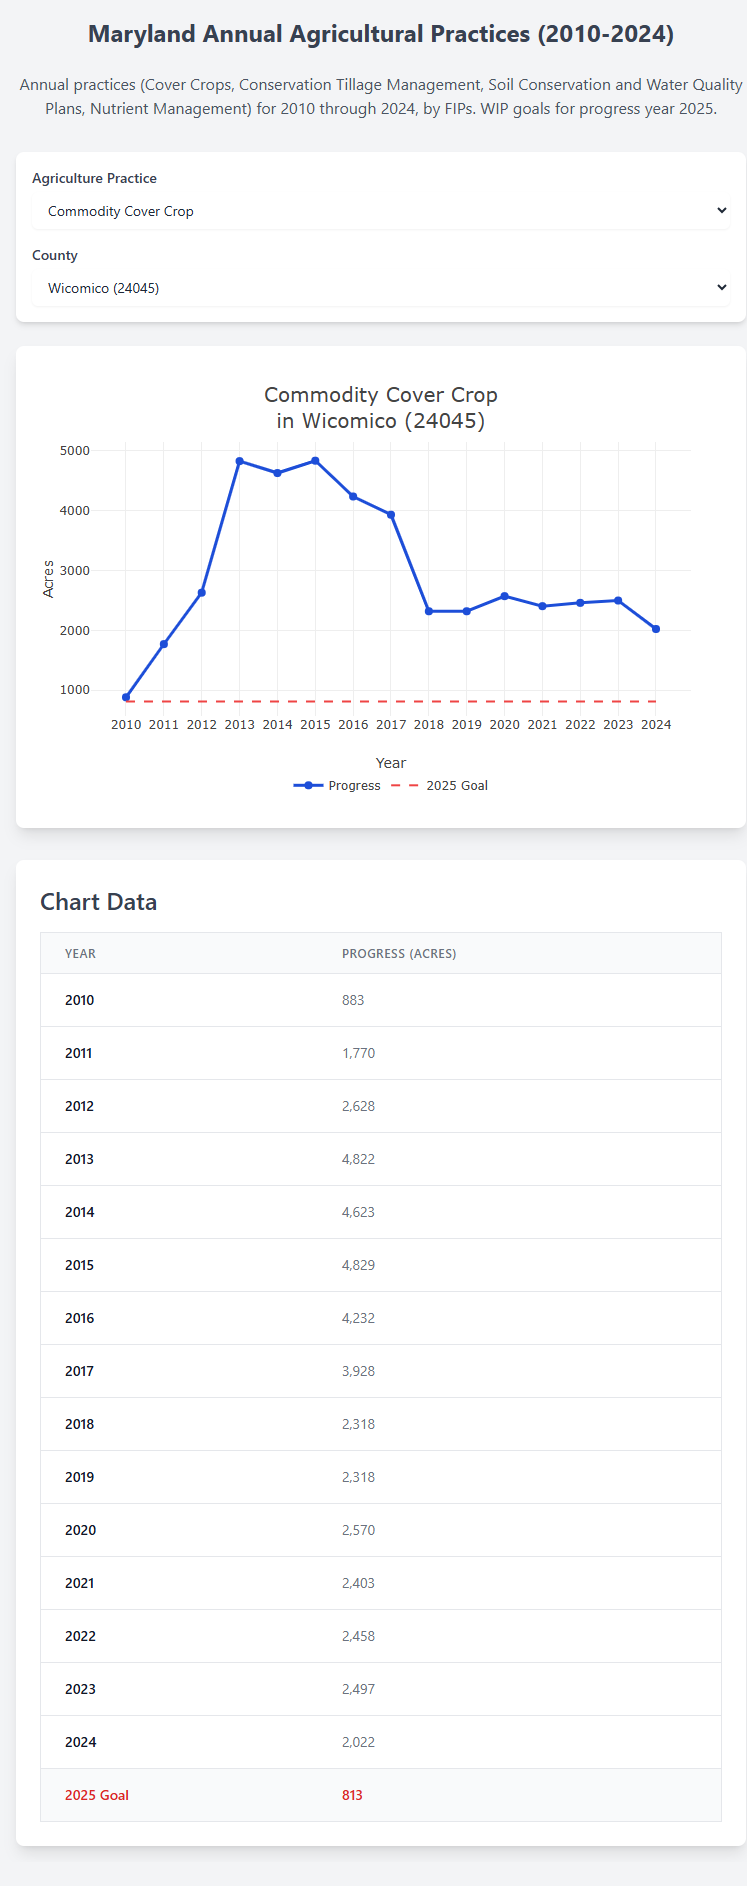 Maryland Annual Agricultural Practices (2010-2024)
Annual practices (Cover Crops, Conservation Tillage Management, Soil Conservation and Water Quality
Plans, Nutrient Management) for 2010 through 2024, by FIPs. WIP goals for progress year 2025.
Agriculture Practice
Commodity Cover Crop
County
Wicomico (24045)
Commodity Cover Crop
in Wicomico (24045)
5000
4000
3000
2000
1000
Acres
2010 2011 2012 2013 2014 2015 2016 2017 2018 2019 2020 2021 2022 2023 2024
Year
Progress 2025 Goal
Chart Data
YEAR PROGRESS (ACRES)
2010 883
2011 1,770
2012 2,628
2013 4,822
2014 4,623
2015 4,829
2016 4,232
2017 3,928
2018 2,318
2019 2,318
2020 2,570
2021 2,403
2022 2,458
2023 2,497
2024 2,022
2025 Goal 813